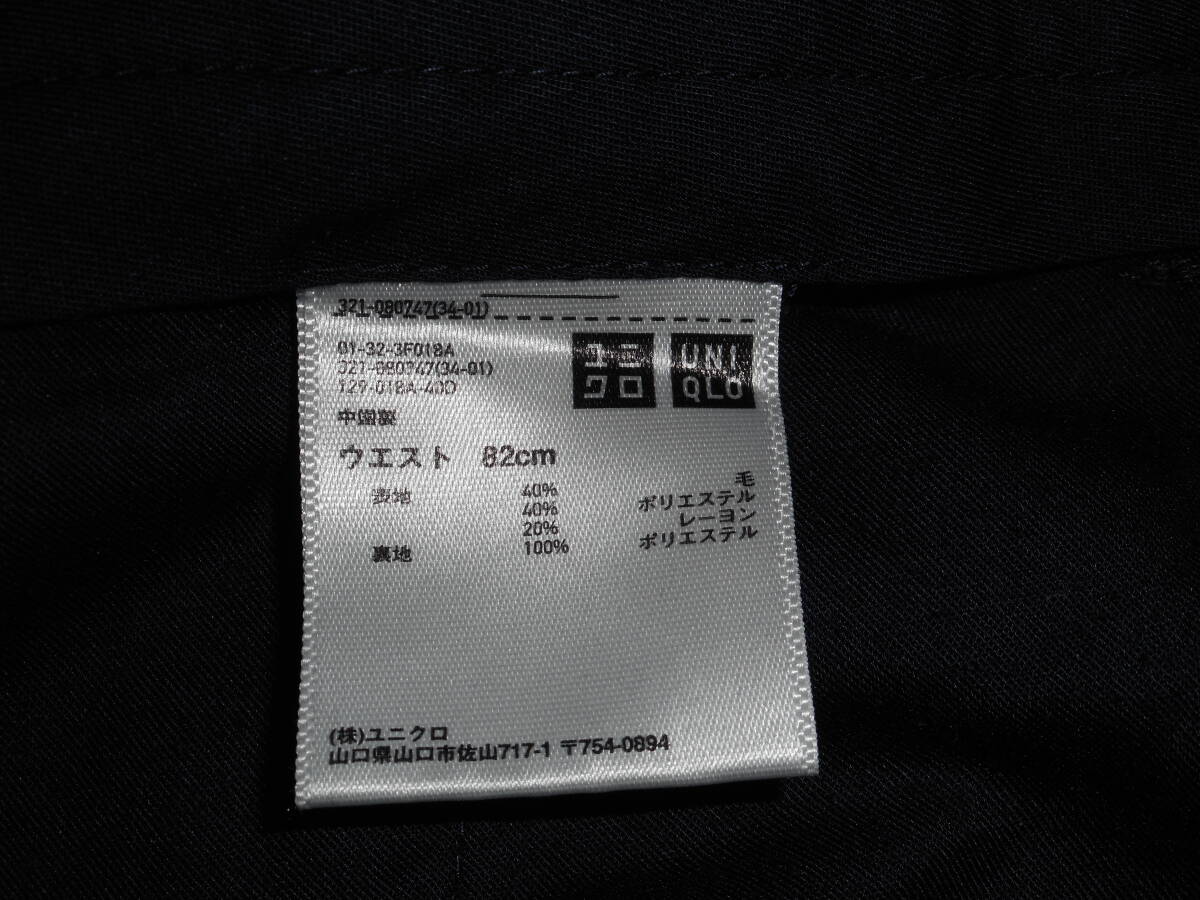 321-080747(34-01)
01-32-3F018A
321-080747(34-01)
129-018A-40D
ユニ
クロ
UNI
QLO
中国製
ウエスト 82cm
表地 40% 毛
40% ポリエステル
20% レーヨン
裏地 100% ポリエステル
(株)ユニクロ
山口県山口市佐山717-1 〒754-0894